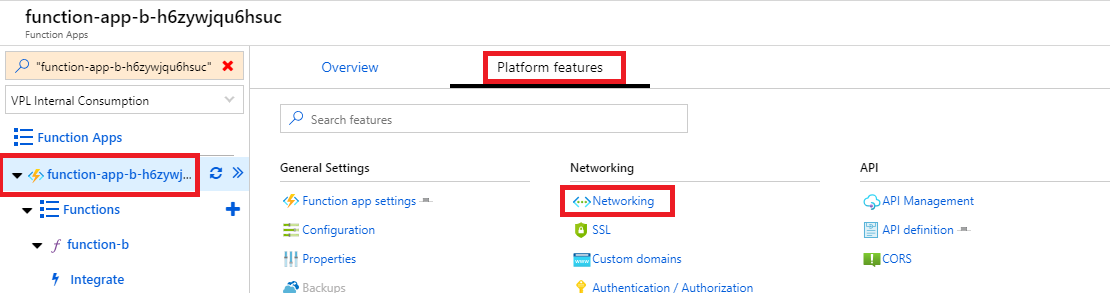 function-app-b-h6zywjqu6hsuc
Function Apps
"function-app-b-h6zywjqu6hsuc"
VPL Internal Consumption
Function Apps
function-app-b-h6zywj...
Functions
function-b
Integrate
Overview
Platform features
Search features
General Settings
Function app settings
Configuration
Properties
Backups
Networking
Networking
SSL
Custom domains
Authentication / Authorization
API
API Management
API definition
CORS